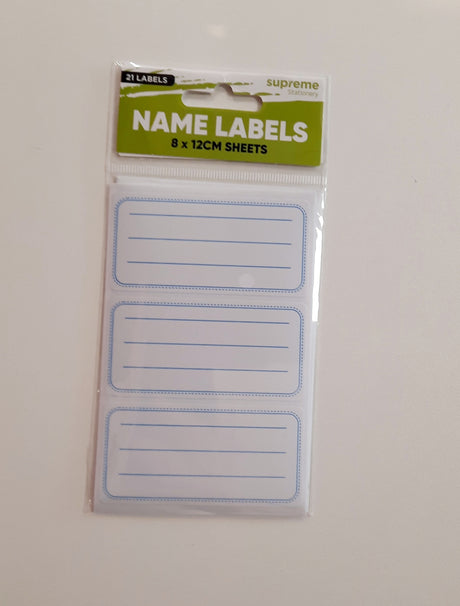 21 LABELS
supreme
Stationery
NAME LABELS
8 x 12CM SHEETS